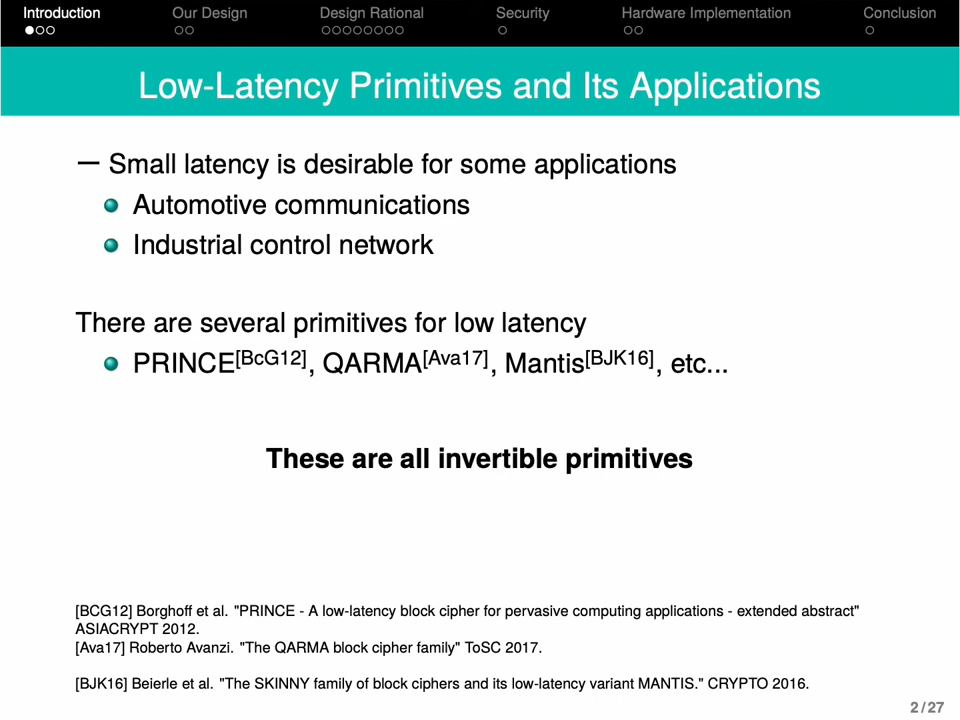 Introduction Our Design Design Rational Security Hardware Implementation Conclusion
Low-Latency Primitives and Its Applications
— Small latency is desirable for some applications
Automotive communications
Industrial control network
There are several primitives for low latency
PRINCE[BcG12], QARMA[Ava17], Mantis[BJK16], etc...
These are all invertible primitives
[BCG12] Borghoff et al. "PRINCE - A low-latency block cipher for pervasive computing applications - extended abstract"
ASIACRYPT 2012.
[Ava17] Roberto Avanzi. "The QARMA block cipher family" ToSC 2017.
[BJK16] Beierle et al. "The SKINNY family of block ciphers and its low-latency variant MANTIS." CRYPTO 2016.
2 / 27